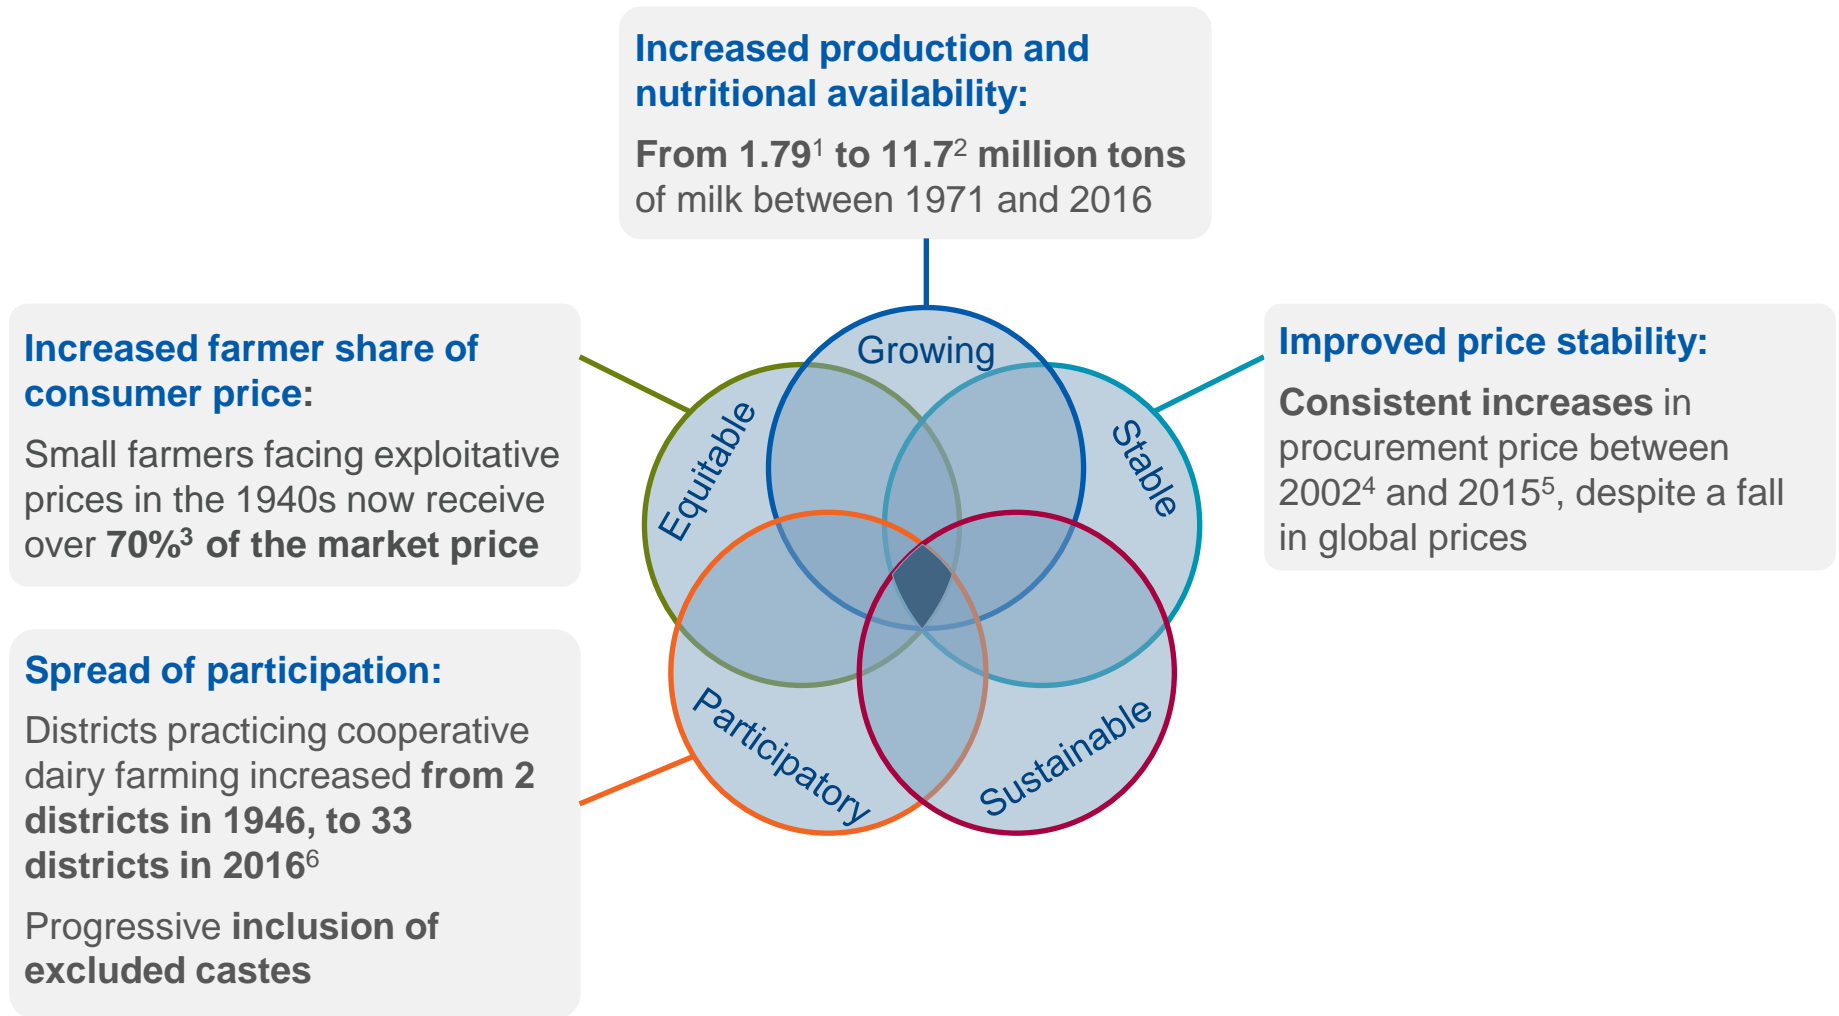 Increased production and
nutritional availability:
From 1.79¹ to 11.7² million tons
of milk between 1971 and 2016
Increased farmer share of
consumer price:
Small farmers facing exploitative
prices in the 1940s now receive
over 70%³ of the market price
Growing
Equitable
Stable
Participatory
Sustainable
Improved price stability:
Consistent increases in
procurement price between
2002⁴ and 2015⁵, despite a fall
in global prices
Spread of participation:
Districts practicing cooperative
dairy farming increased from 2
districts in 1946, to 33
districts in 2016⁶
Progressive inclusion of
excluded castes